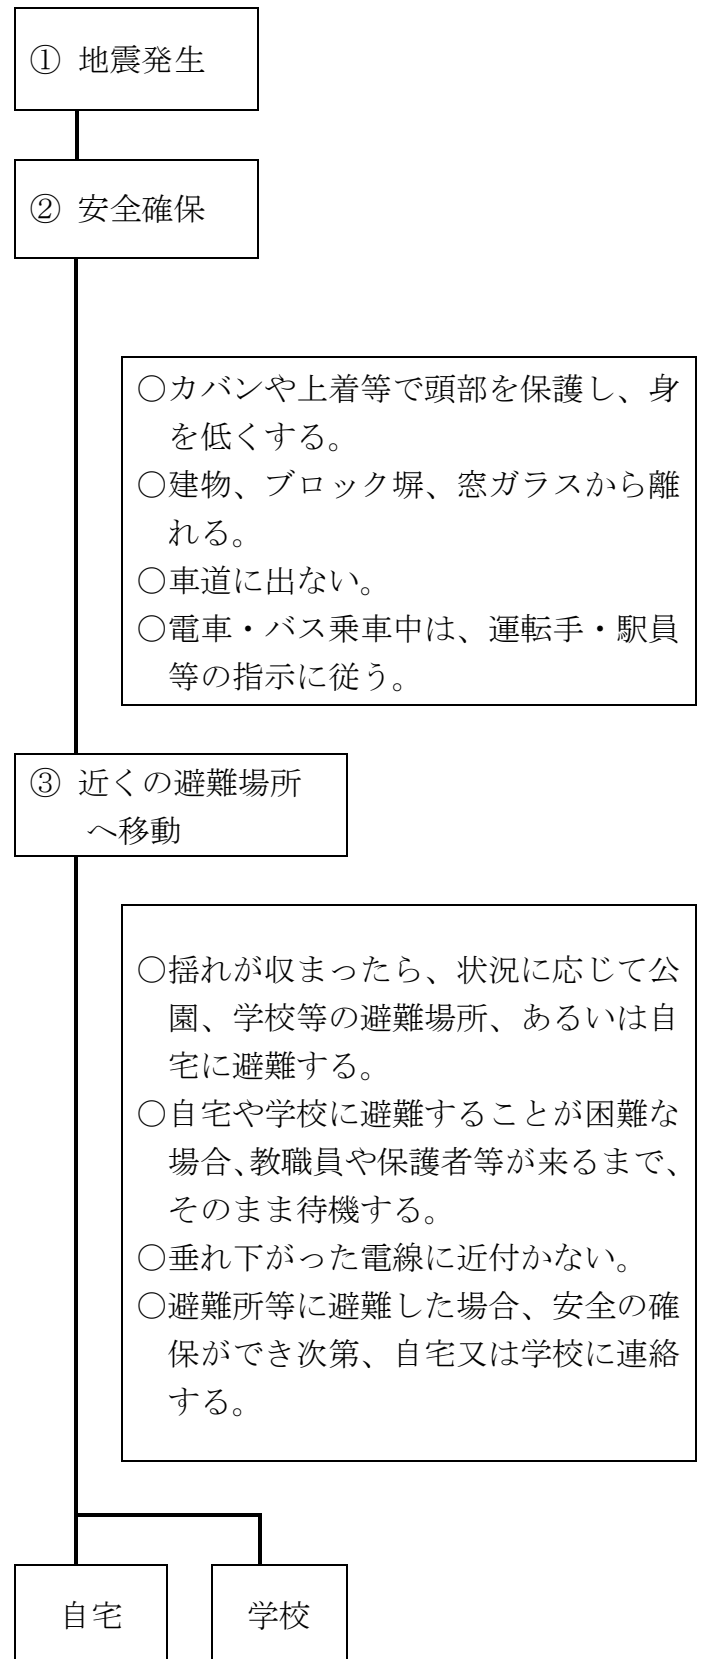 ① 地震発生
② 安全確保
○カバンや上着等で頭部を保護し、身
を低くする。
○建物、ブロック塀、窓ガラスから離
れる。
○車道に出ない。
○電車・バス乗車中は、運転手・駅員
等の指示に従う。
③ 近くの避難場所
へ移動
○揺れが収まったら、状況に応じて公
園、学校等の避難場所、あるいは自
宅に避難する。
○自宅や学校に避難することが困難な
場合、教職員や保護者等が来るまで、
そのまま待機する。
○垂れ下がった電線に近付かない。
○避難所等に避難した場合、安全の確
保ができ次第、自宅又は学校に連絡
する。
自宅
学校